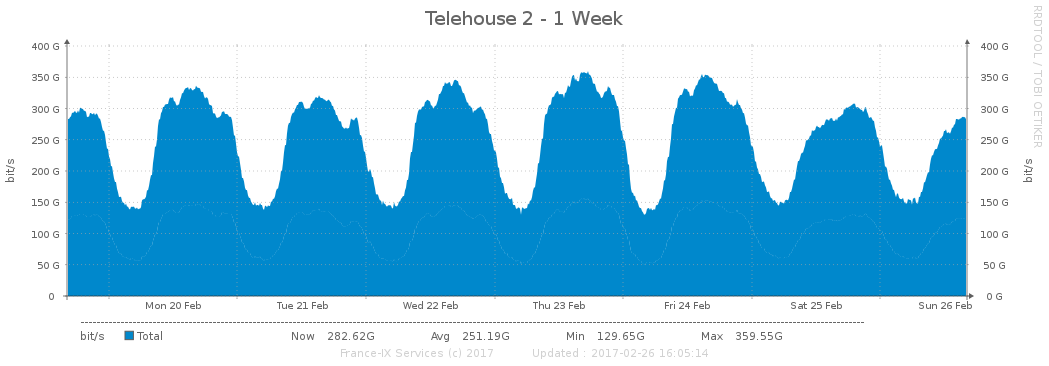 Telehouse 2 - 1 Week
RRDTOOL / TOBI OETIKER
400 G 400 G
350 G 350 G
300 G 300 G
250 G 250 G
200 G 200 G
150 G 150 G
100 G 100 G
50 G 50 G
0 0 G
bit/s bit/s
Mon 20 Feb Tue 21 Feb Wed 22 Feb Thu 23 Feb Fri 24 Feb Sat 25 Feb Sun 26 Feb
bit/s Total Now 282.62G Avg 251.19G Min 129.65G Max 359.55G
France-IX Services (c) 2017 Updated : 2017-02-26 16:05:14